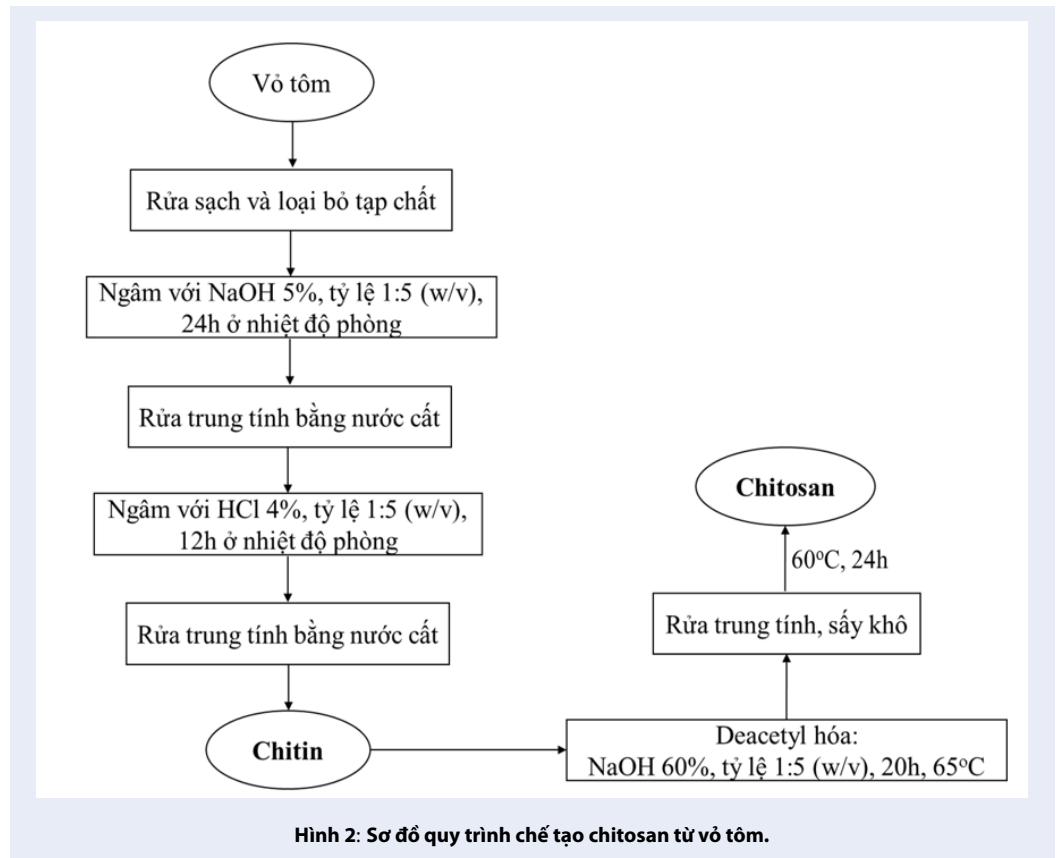 Vỏ tôm
Rửa sạch và loại bỏ tạp chất
Ngâm với NaOH 5%, tỷ lệ 1:5 (w/v),
24h ở nhiệt độ phòng
Rửa trung tính bằng nước cất
Ngâm với HCl 4%, tỷ lệ 1:5 (w/v),
12h ở nhiệt độ phòng
Rửa trung tính bằng nước cất
Chitin
Deacetyl hóa:
NaOH 60%, tỷ lệ 1:5 (w/v), 20h, 65ºC
Rửa trung tính, sấy khô
60ºC, 24h
Chitosan
Hình 2: Sơ đồ quy trình chế tạo chitosan từ vỏ tôm.